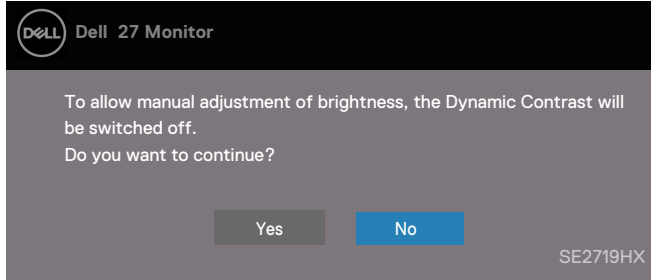 DELL Dell 27 Monitor
To allow manual adjustment of brightness, the Dynamic Contrast will
be switched off.
Do you want to continue?
Yes No
SE2719HX